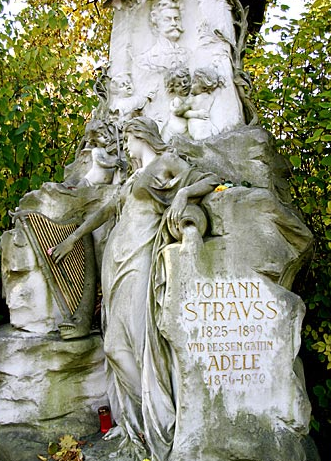 JOHANN
STRAVSS
1825–1899
VND DESSEN GATTIN
ADELE
1856–1930